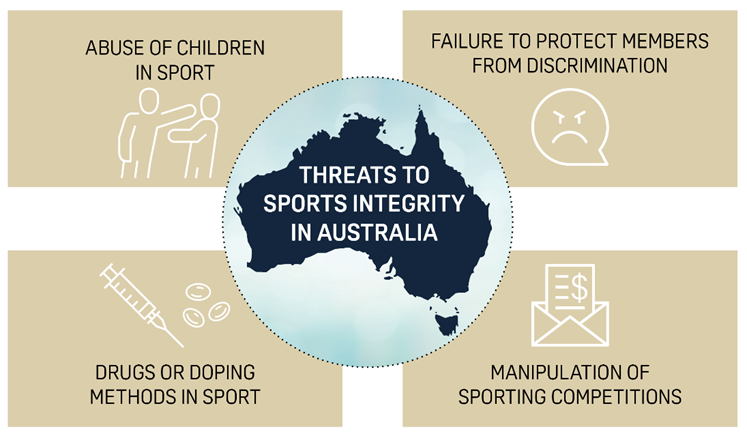 ABUSE OF CHILDREN
IN SPORT
FAILURE TO PROTECT MEMBERS
FROM DISCRIMINATION
THREATS TO
SPORTS INTEGRITY
IN AUSTRALIA
$
DRUGS OR DOPING
METHODS IN SPORT
MANIPULATION OF
SPORTING COMPETITIONS